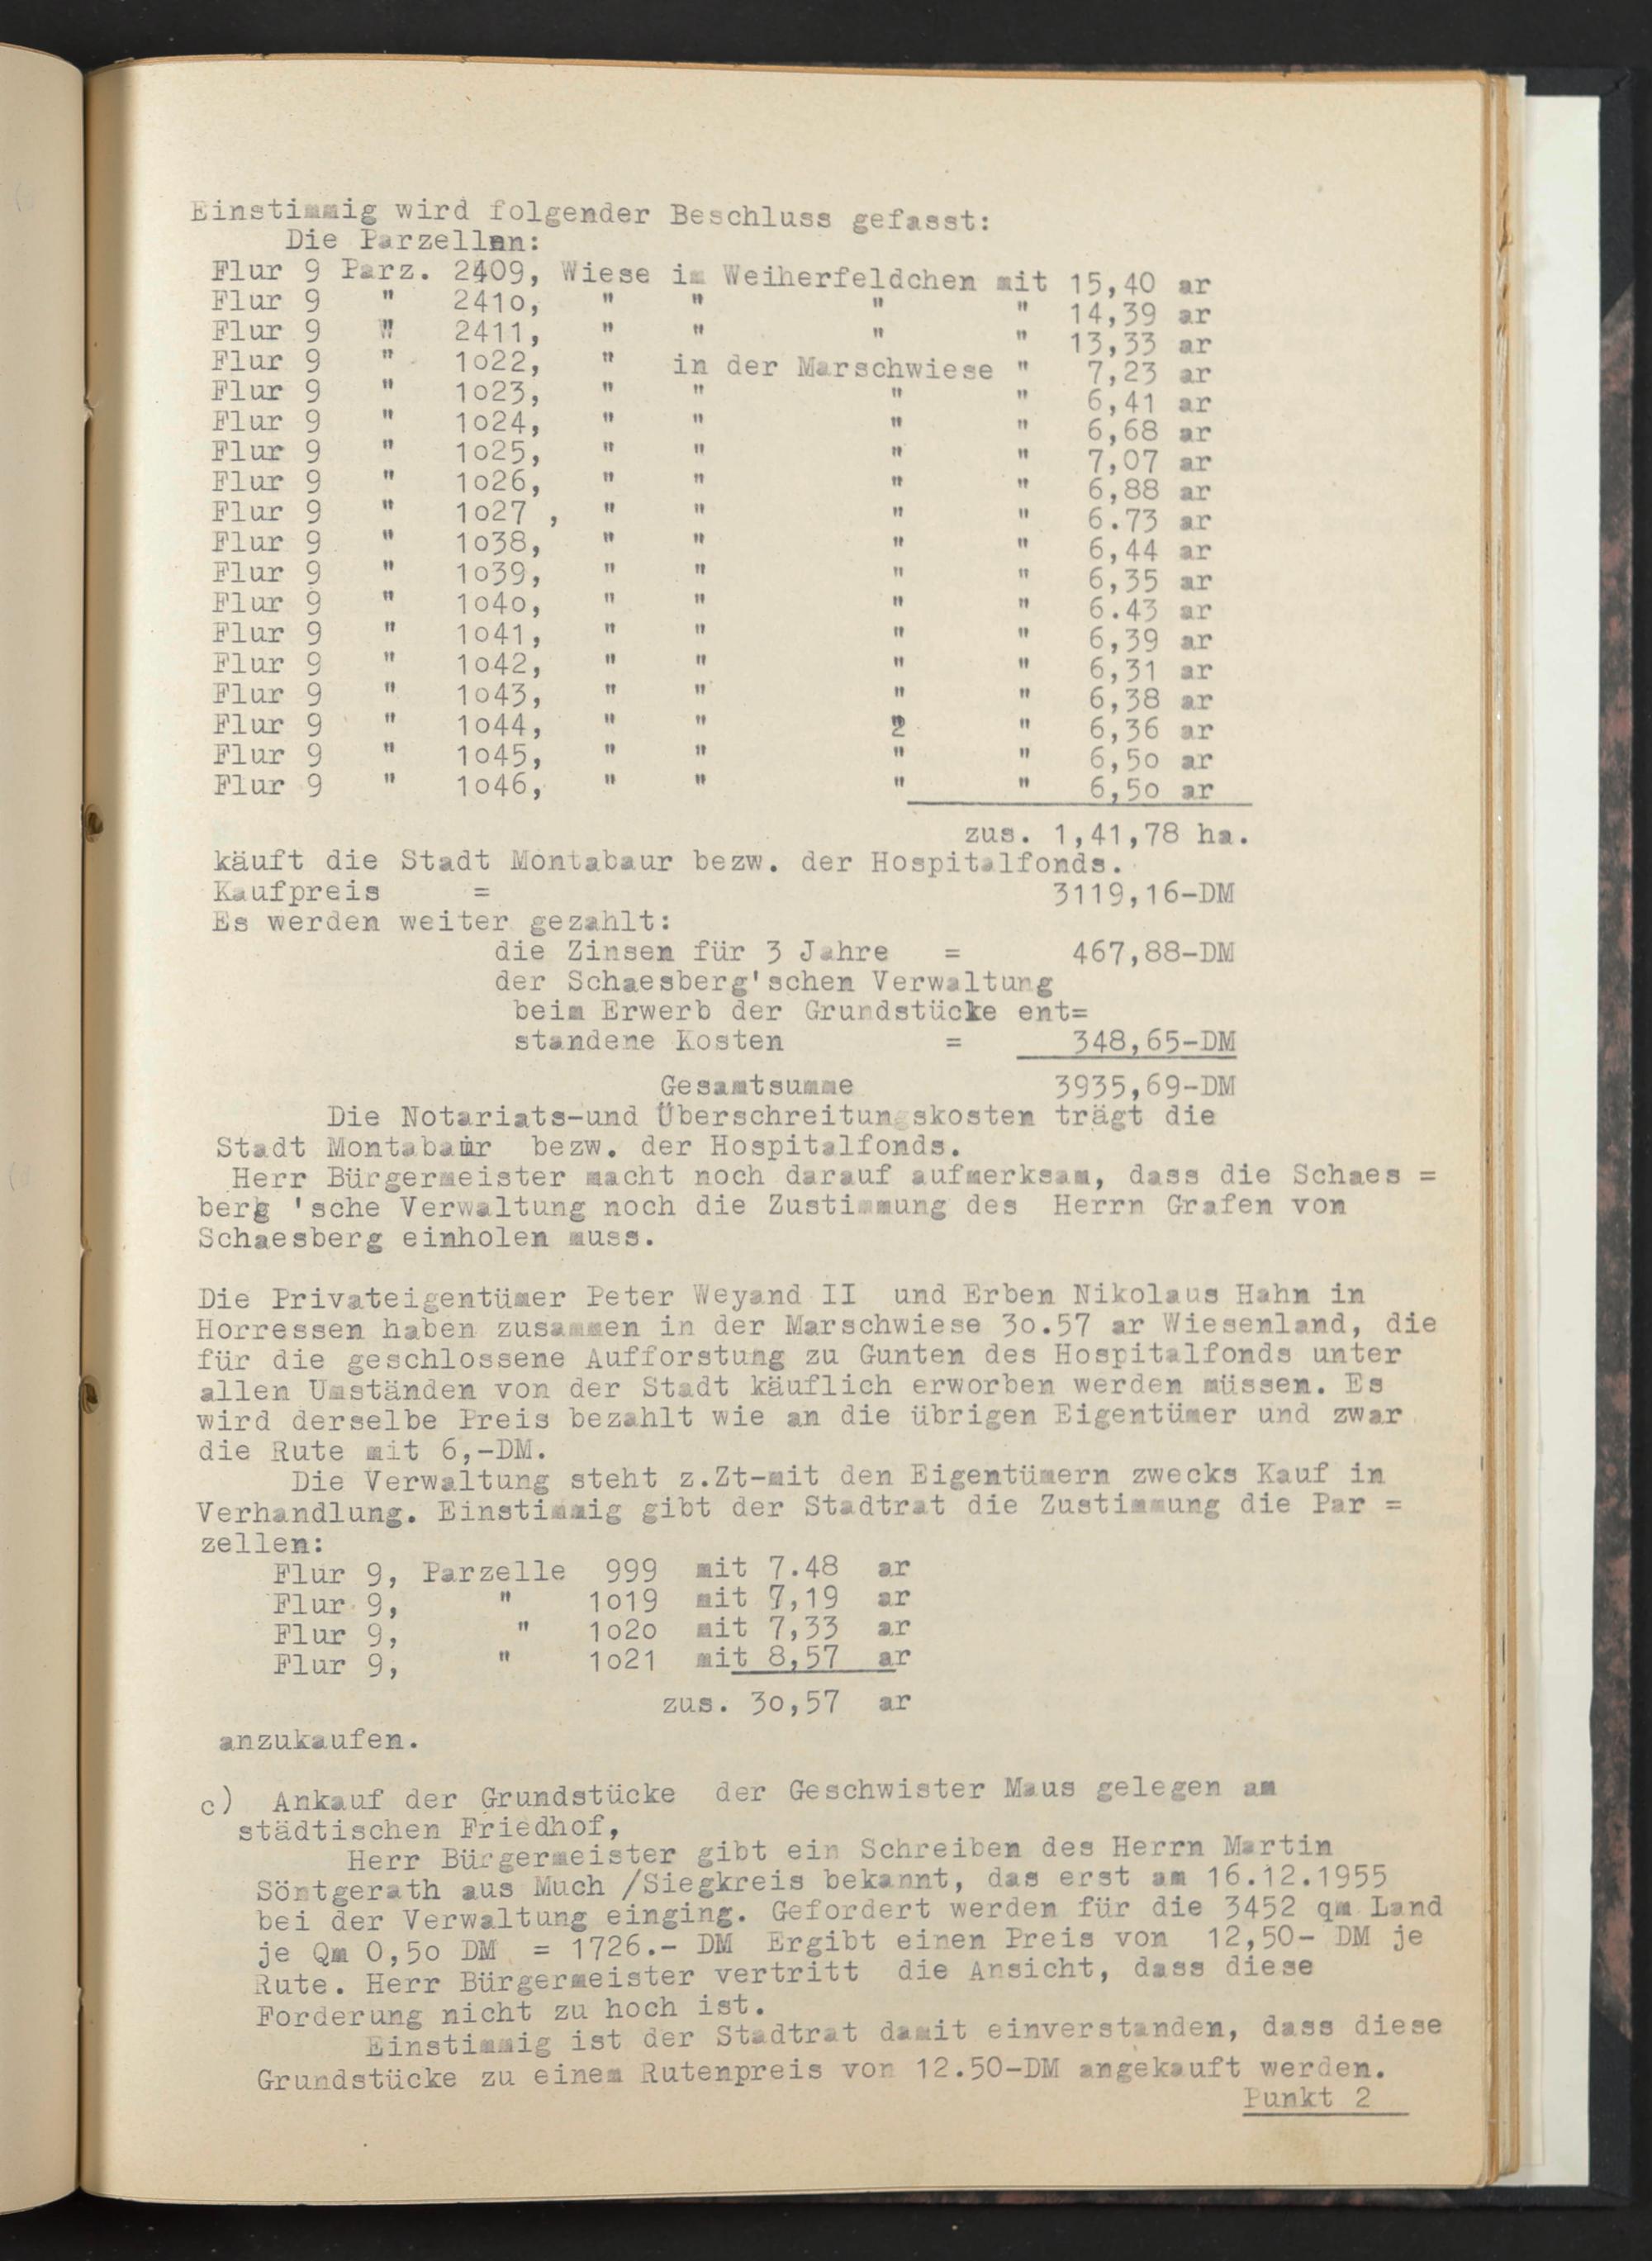 Einstimmig wird folgender Beschluss gefasst:
Die Parzellen:
Flur 9 Parz. 2409, Wiese im Weiherfeldchen mit 15,40 ar
Flur 9 " 241o, " " " " 14,39 ar
Flur 9 " 2411, " " " " 13,33 ar
Flur 9 " 1o22, " in der Marschwiese " 7,23 ar
Flur 9 " 1o23, " " " " 6,41 ar
Flur 9 " 1o24, " " " " 6,68 ar
Flur 9 " 1o25, " " " " 7,07 ar
Flur 9 " 1o26, " " " " 6,88 ar
Flur 9 " 1o27 , " " " " 6.73 ar
Flur 9 " 1o38, " " " " 6,44 ar
Flur 9 " 1o39, " " " " 6,35 ar
Flur 9 " 1o4o, " " " " 6.43 ar
Flur 9 " 1o41, " " " " 6,39 ar
Flur 9 " 1o42, " " " " 6,31 ar
Flur 9 " 1o43, " " " " 6,38 ar
Flur 9 " 1o44, " " " " 6,36 ar
Flur 9 " 1o45, " " " " 6,5o ar
Flur 9 " 1o46, " " " " 6,5o ar
zus. 1,41,78 ha.
käuft die Stadt Montabaur bezw. der Hospitalfonds.
Kaufpreis = 3119,16-DM
Es werden weiter gezahlt:
die Zinsen für 3 Jahre = 467,88-DM
der Schaesberg'schen Verwaltung
beim Erwerb der Grundstücke ent=
standene Kosten = 348,65-DM
Gesamtsumme 3935,69-DM
Die Notariats-und Überschreitungskosten trägt die
Stadt Montabaur bezw. der Hospitalfonds.
Herr Bürgermeister macht noch darauf aufmerksam, dass die Schaes =
berg 'sche Verwaltung noch die Zustimmung des Herrn Grafen von
Schaesberg einholen muss.
Die Privateigentümer Peter Weyand II und Erben Nikolaus Hahn in
Horressen haben zusammen in der Marschwiese 3o.57 ar Wiesenland, die
für die geschlossene Aufforstung zu Gunten des Hospitalfonds unter
allen Umständen von der Stadt käuflich erworben werden müssen. Es
wird derselbe Preis bezahlt wie an die übrigen Eigentümer und zwar
die Rute mit 6,-DM.
Die Verwaltung steht z.Zt-mit den Eigentümern zwecks Kauf in
Verhandlung. Einstimmig gibt der Stadtrat die Zustimmung die Par =
zellen:
Flur 9, Parzelle 999 mit 7.48 ar
Flur 9, " 1o19 mit 7,19 ar
Flur 9, " 1o2o mit 7,33 ar
Flur 9, " 1o21 mit 8,57 ar
zus. 3o,57 ar
anzukaufen.
c) Ankauf der Grundstücke der Geschwister Maus gelegen am
städtischen Friedhof,
Herr Bürgermeister gibt ein Schreiben des Herrn Martin
Söntgerath aus Much /Siegkreis bekannt, das erst am 16.12.1955
bei der Verwaltung einging. Gefordert werden für die 3452 qm Land
je Qm 0,5o DM = 1726.- DM Ergibt einen Preis von 12,50- DM je
Rute. Herr Bürgermeister vertritt die Ansicht, dass diese
Forderung nicht zu hoch ist.
Einstimmig ist der Stadtrat damit einverstanden, dass diese
Grundstücke zu einem Rutenpreis von 12.50-DM angekauft werden.
Punkt 2